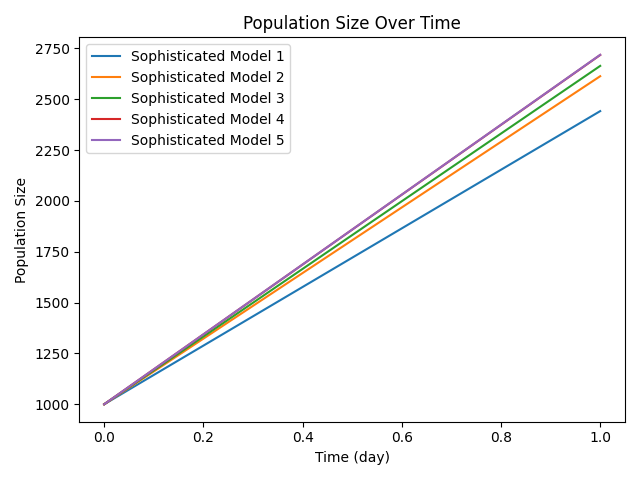 Population Size Over Time
Sophisticated Model 1
Sophisticated Model 2
Sophisticated Model 3
Sophisticated Model 4
Sophisticated Model 5
Population Size
2750
2500
2250
2000
1750
1500
1250
1000
0.0 0.2 0.4 0.6 0.8 1.0
Time (day)